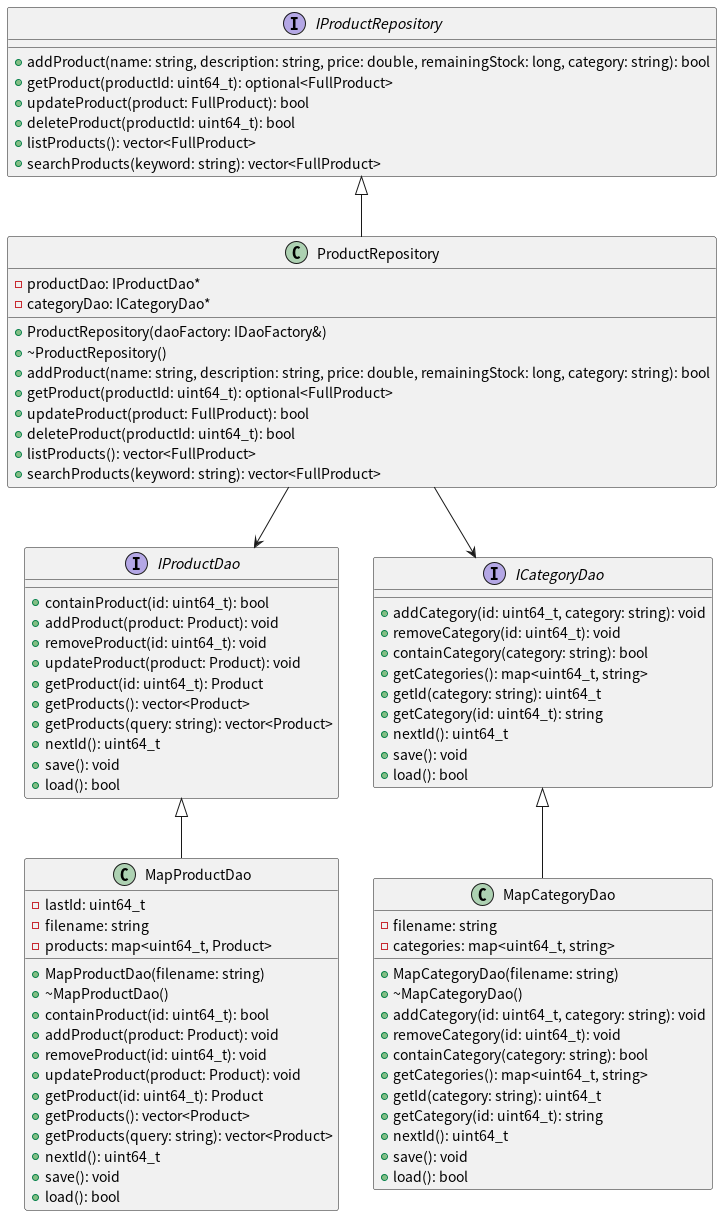 I IProductRepository
addProduct(name: string, description: string, price: double, remainingStock: long, category: string): bool
getProduct(productId: uint64_t): optional<FullProduct>
updateProduct(product: FullProduct): bool
deleteProduct(productId: uint64_t): bool
listProducts(): vector<FullProduct>
searchProducts(keyword: string): vector<FullProduct>
C ProductRepository
productDao: IProductDao*
categoryDao: ICategoryDao*
ProductRepository(daoFactory: IDaoFactory&)
~ProductRepository()
addProduct(name: string, description: string, price: double, remainingStock: long, category: string): bool
getProduct(productId: uint64_t): optional<FullProduct>
updateProduct(product: FullProduct): bool
deleteProduct(productId: uint64_t): bool
listProducts(): vector<FullProduct>
searchProducts(keyword: string): vector<FullProduct>
I IProductDao
containProduct(id: uint64_t): bool
addProduct(product: Product): void
removeProduct(id: uint64_t): void
updateProduct(product: Product): void
getProduct(id: uint64_t): Product
getProducts(): vector<Product>
getProducts(query: string): vector<Product>
nextId(): uint64_t
save(): void
load(): bool
I ICategoryDao
addCategory(id: uint64_t, category: string): void
removeCategory(id: uint64_t): void
containCategory(category: string): bool
getCategories(): map<uint64_t, string>
getId(category: string): uint64_t
getCategory(id: uint64_t): string
nextId(): uint64_t
save(): void
load(): bool
C MapProductDao
lastId: uint64_t
filename: string
products: map<uint64_t, Product>
MapProductDao(filename: string)
~MapProductDao()
containProduct(id: uint64_t): bool
addProduct(product: Product): void
removeProduct(id: uint64_t): void
updateProduct(product: Product): void
getProduct(id: uint64_t): Product
getProducts(): vector<Product>
getProducts(query: string): vector<Product>
nextId(): uint64_t
save(): void
load(): bool
C MapCategoryDao
filename: string
categories: map<uint64_t, string>
MapCategoryDao(filename: string)
~MapCategoryDao()
addCategory(id: uint64_t, category: string): void
removeCategory(id: uint64_t): void
containCategory(category: string): bool
getCategories(): map<uint64_t, string>
getId(category: string): uint64_t
getCategory(id: uint64_t): string
nextId(): uint64_t
save(): void
load(): bool